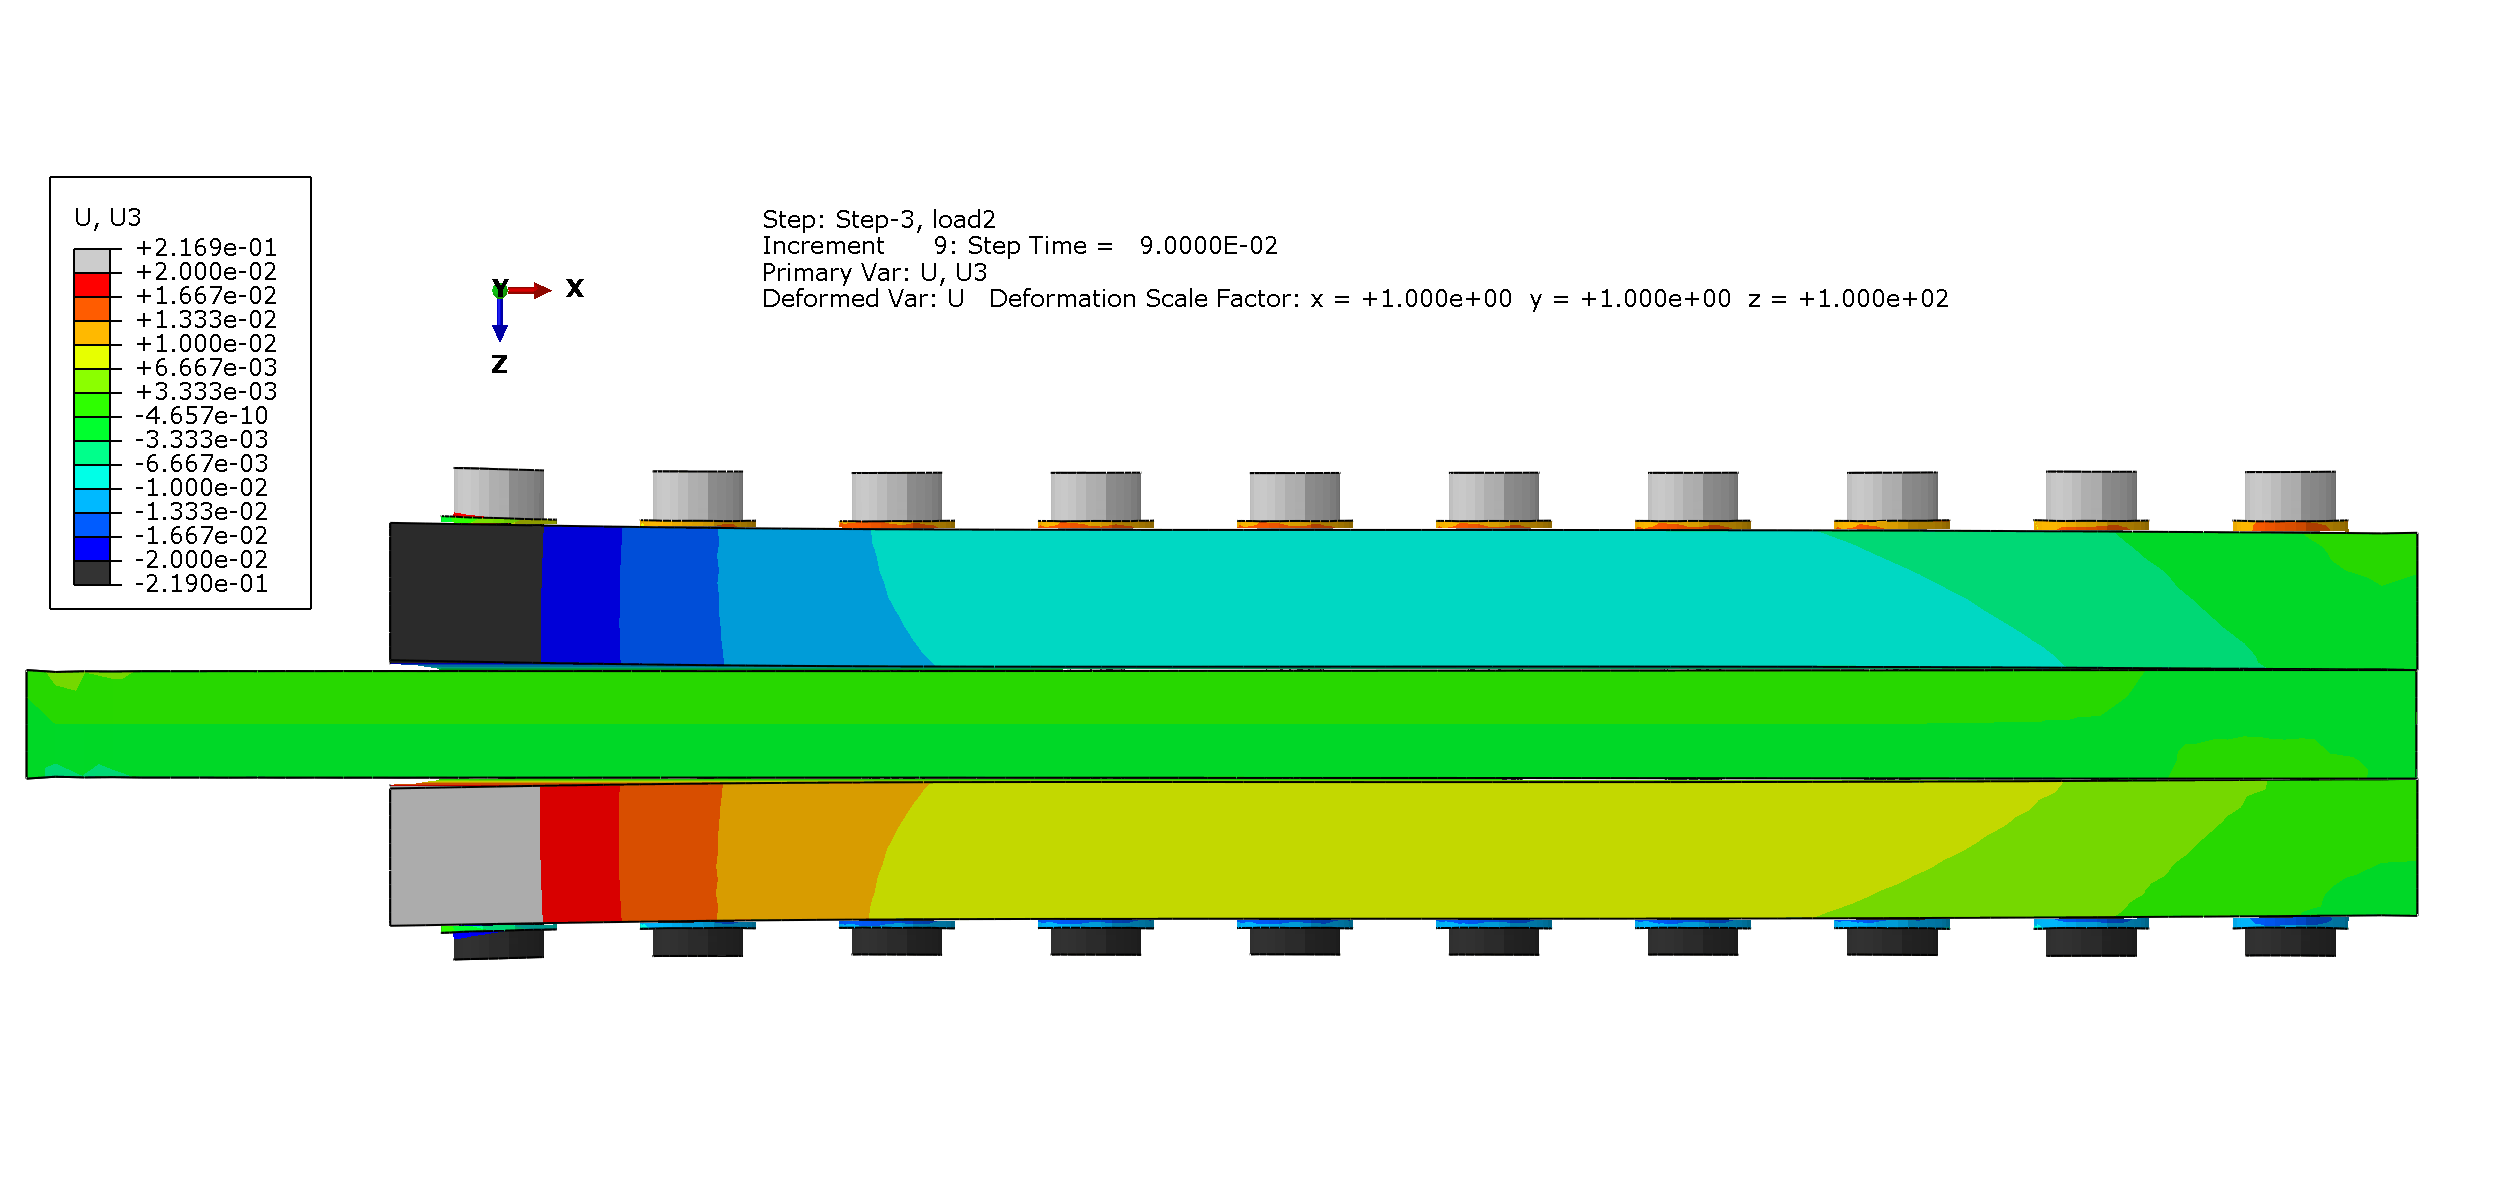 U, U3
+2.169e-01
+2.000e-02
+1.667e-02
+1.333e-02
+1.000e-02
+6.667e-03
+3.333e-03
-4.657e-10
-3.333e-03
-6.667e-03
-1.000e-02
-1.333e-02
-1.667e-02
-2.000e-02
-2.190e-01
Y
X
Z
Step: Step-3, load2
Increment 9: Step Time = 9.0000E-02
Primary Var: U, U3
Deformed Var: U Deformation Scale Factor: x = +1.000e+00 y = +1.000e+00 z = +1.000e+02